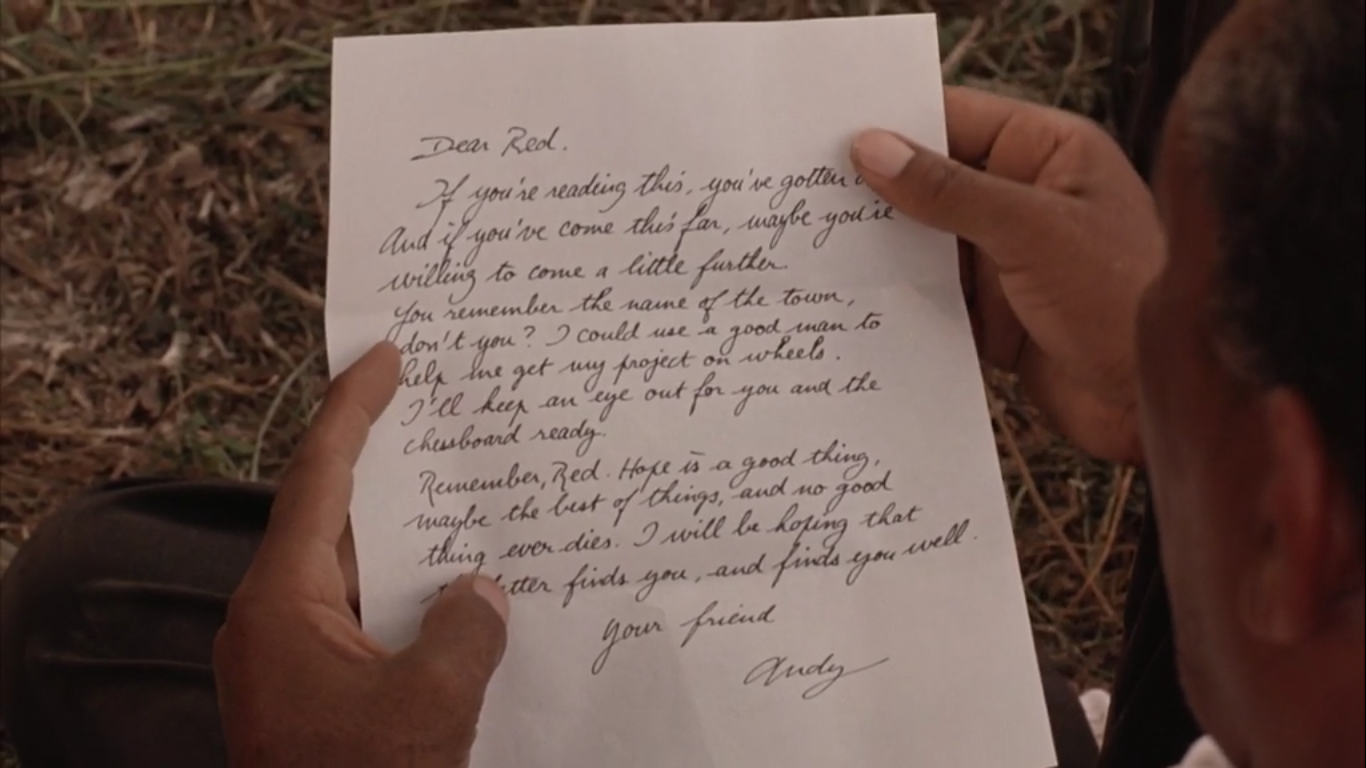 Dear Red.
If you're reading this, you've gotten
And if you've come this far, maybe you're
willing to come a little further.
You remember the name of the town,
don't you? I could use a good man to
help me get my project on wheels.
I'll keep an eye out for you and the
chessboard ready.
Remember, Red. Hope is a good thing,
maybe the best of things, and no good
thing ever dies. I will be hoping that
finds you, and finds you well.
Your friend
Andy